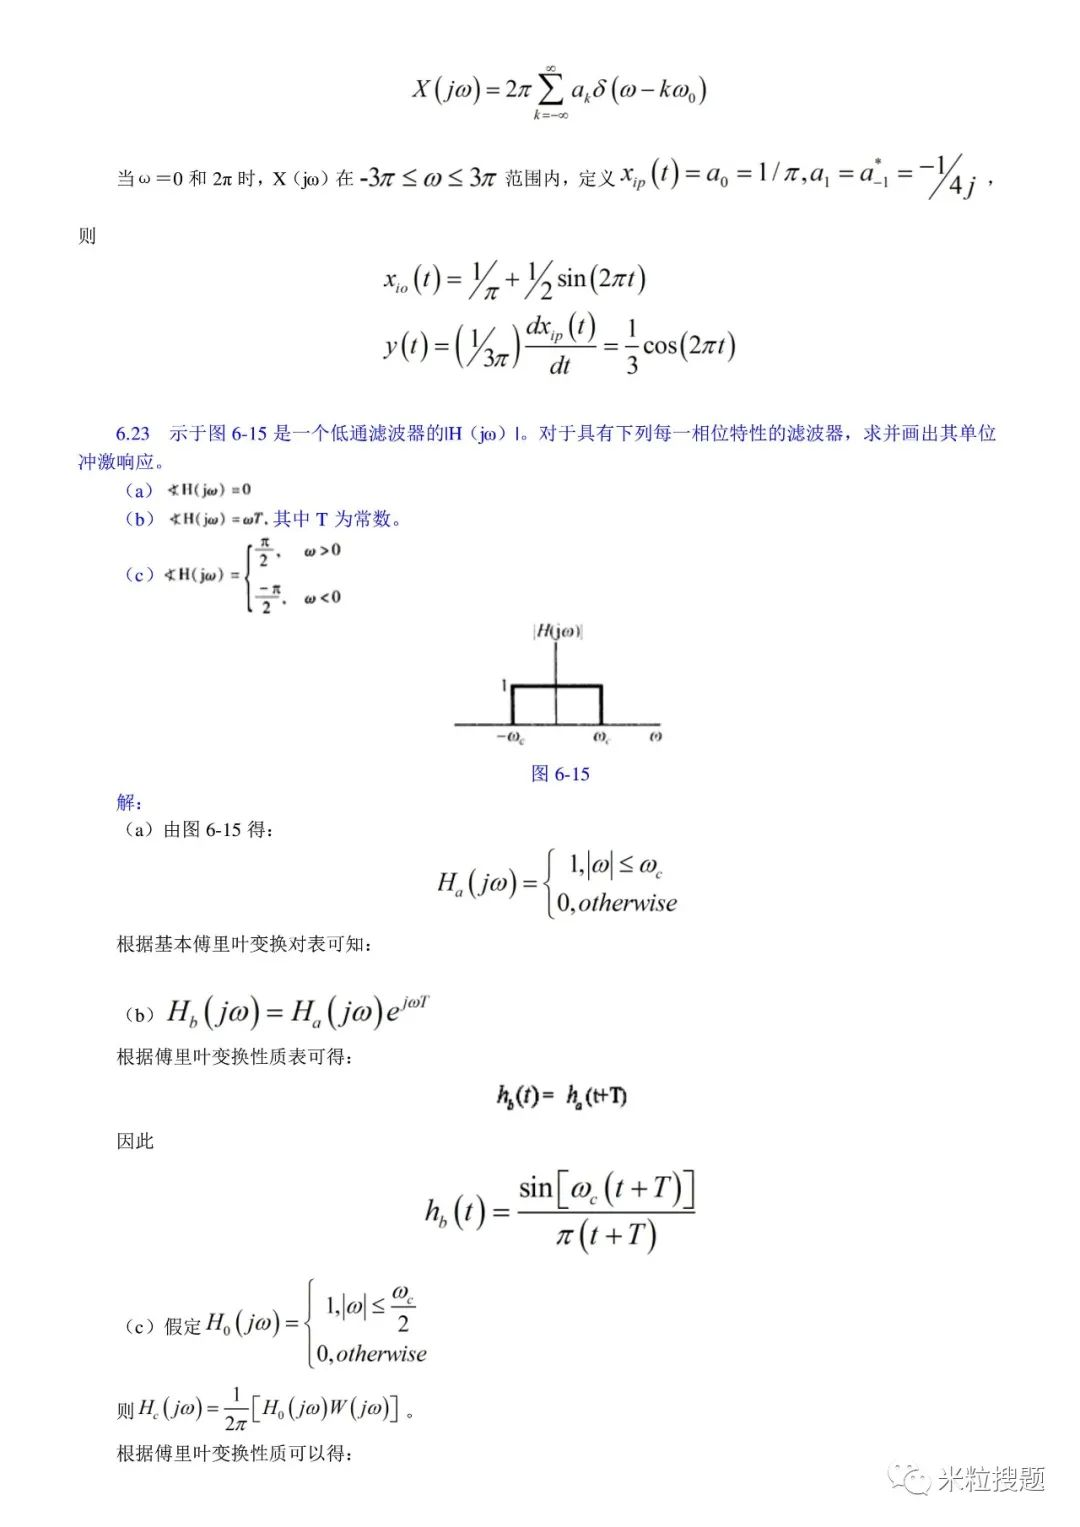 X(jω)=2π∑_{k=-∞}^{∞} a_k δ(ω-kω_0)
当ω=0 和 2π 时，X（jω）在 -3π≤ω≤3π 范围内，定义 x_{ip}(t)=a_0=1/π,a_1=a_{-1}^*=-1/4j ，
则
x_{io}(t)=1/π+1/2 sin(2πt)
y(t)=(1/3π) dx_{ip}(t)/dt=1/3 cos(2πt)
6.23 示于图 6-15 是一个低通滤波器的|H（jω）|。对于具有下列每一相位特性的滤波器，求并画出其单位
冲激响应。
（a）∢H(jω)=0
（b）∢H(jω)=ωT, 其中 T 为常数。
（c）∢H(jω)={π/2, ω>0
-π/2, ω<0
|H(jω)|
1
-ω_c ω_c ω
图 6-15
解：
（a）由图 6-15 得：
H_a(jω)={1,|ω|≤ω_c
0,otherwise
根据基本傅里叶变换对表可知：
（b）H_b(jω)=H_a(jω)e^{jωT}
根据傅里叶变换性质表可得：
h_b(t)= h_a(t+T)
因此
h_b(t)=sin[ω_c(t+T)]/π(t+T)
（c）假定 H_0(jω)={1,|ω|≤ω_c/2
0,otherwise
则 H_c(jω)=1/2π[H_0(jω)W(jω)] 。
根据傅里叶变换性质可以得：
米粒搜题